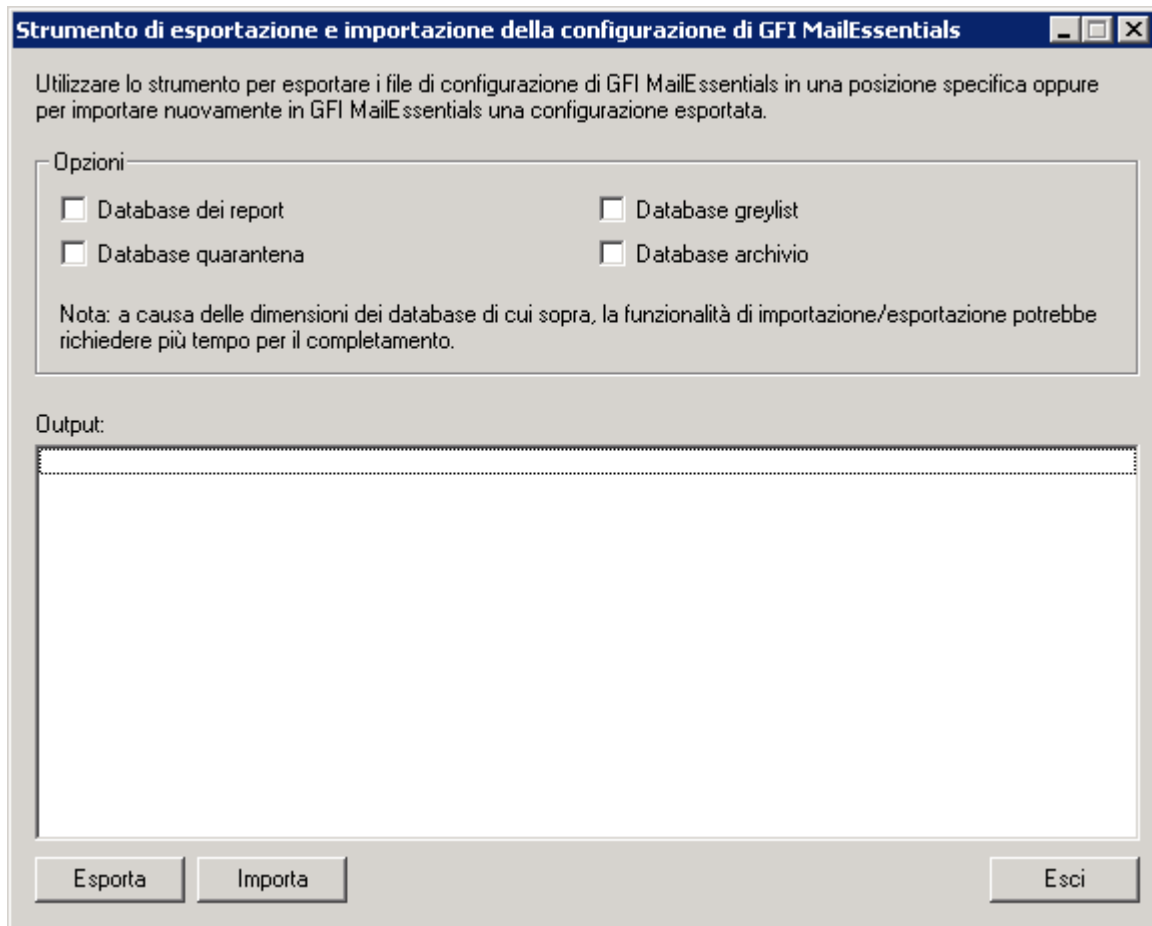 Strumento di esportazione e importazione della configurazione di GFI MailEssentials
Utilizzare lo strumento per esportare i file di configurazione di GFI MailEssentials in una posizione specifica oppure
per importare nuovamente in GFI MailEssentials una configurazione esportata.
Opzioni
Database dei report
Database greylist
Database quarantena
Database archivio
Nota: a causa delle dimensioni dei database di cui sopra, la funzionalità di importazione/esportazione potrebbe
richiedere più tempo per il completamento.
Output:
Esporta
Importa
Esci